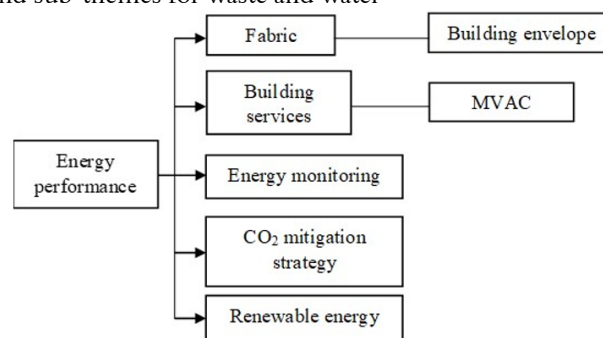 nd sub-themes for waste and water
Fabric
Building envelope
Building
services
MVAC
Energy
performance
Energy monitoring
CO₂ mitigation
strategy
Renewable energy